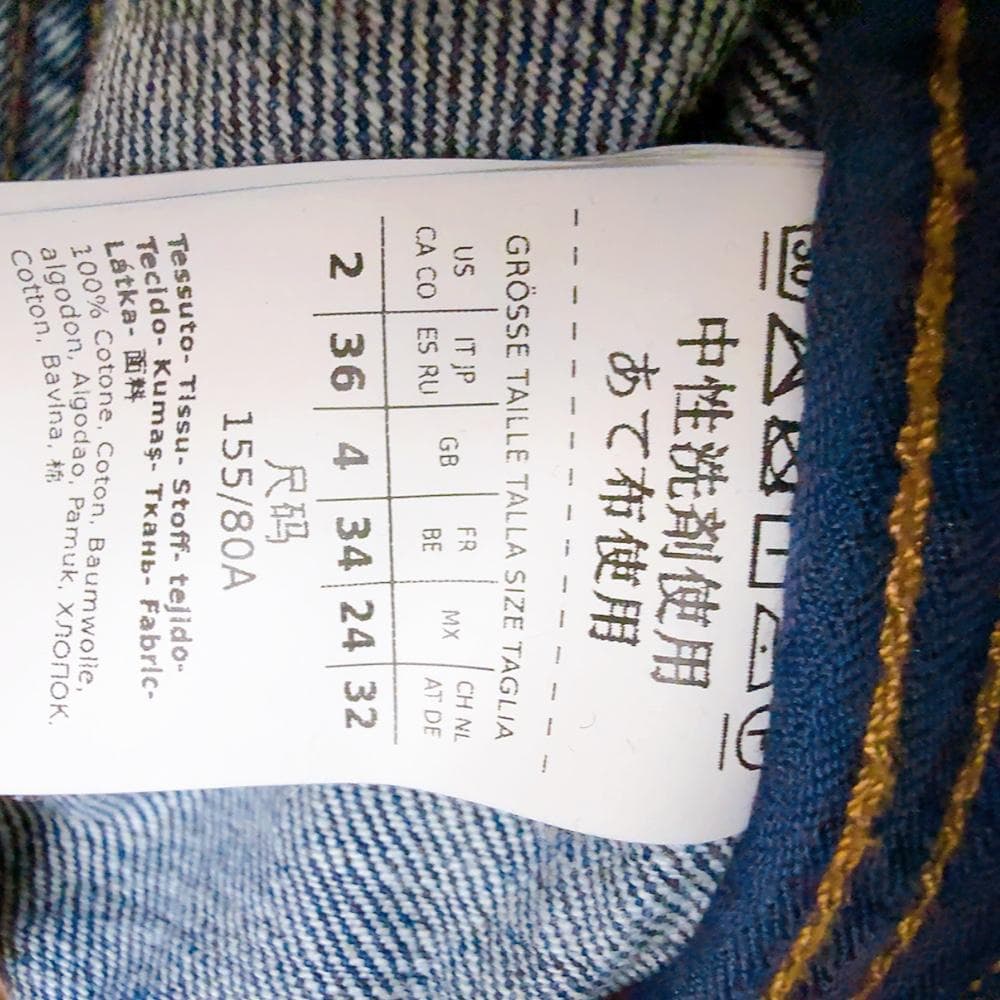 中性洗剤使用
あて布使用
GRÖSSE TAILLE TALLA SIZE TAGLIA
US IT JP GB FR MX CH NL
CA CO ES RU BE AT DE
2 36 4 34 24 32
尺码
155/80A
Tessuto- Tissu- Stoff- tejido-
Tecido- Kumaş- Ткань- Fabric-
Látka- 面料
100% Cotone, Coton, Baumwolle,
algodon, Algodao, Pamuk, хлопок,
Cotton, Bavlna, 棉